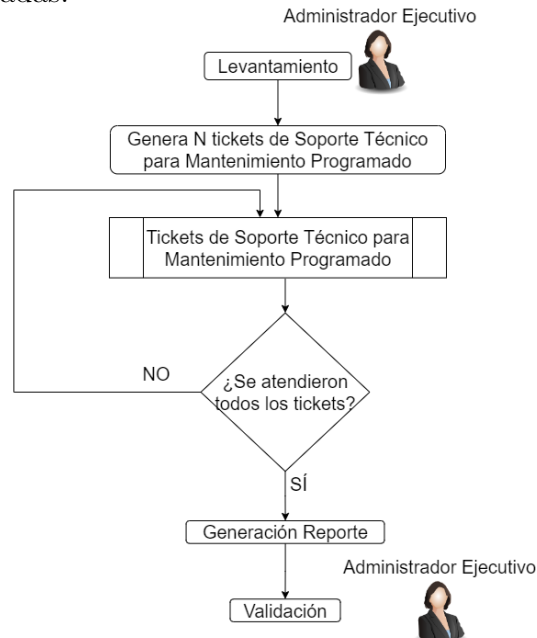 Administrador Ejecutivo
Levantamiento
Genera N tickets de Soporte Técnico
para Mantenimiento Programado
Tickets de Soporte Técnico para
Mantenimiento Programado
NO
¿Se atendieron
todos los tickets?
SÍ
Generación Reporte
Administrador Ejecutivo
Validación